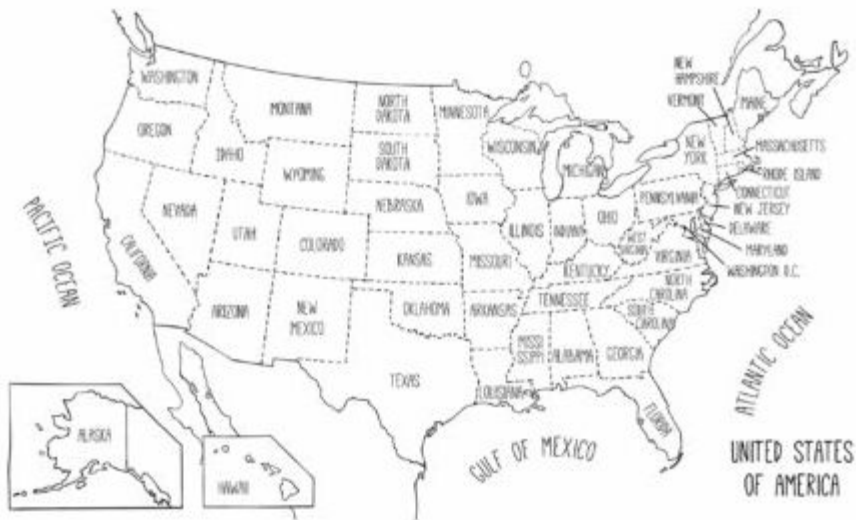 NEW
HAMPSHIRE
VERMONT
WASHINGTON
MONTANA
NORTH
DAKOTA
MINNESOTA
MAINE
OREGON
IDAHO
SOUTH
DAKOTA
WISCONSIN
MICHIGAN
NEW
YORK
MASSACHUSETTS
RHODE ISLAND
CONNECTICUT
NEW JERSEY
DELAWARE
MARYLAND
WASHINGTON D.C.
WYOMING
NEBRASKA
IOWA
PENNSYLVANIA
NEVADA
UTAH
COLORADO
KANSAS
MISSOURI
ILLINOIS
INDIANA
OHIO
WEST
VIRGINIA
VIRGINIA
KENTUCKY
PACIFIC OCEAN
CALIFORNIA
ARIZONA
NEW
MEXICO
OKLAHOMA
ARKANSAS
TENNESSEE
NORTH
CAROLINA
SOUTH
CAROLINA
MISSI
SSIPPI
ALABAMA
GEORGIA
TEXAS
LOUISIANA
FLORIDA
ATLANTIC OCEAN
GULF OF MEXICO
ALASKA
HAWAII
UNITED STATES
OF AMERICA